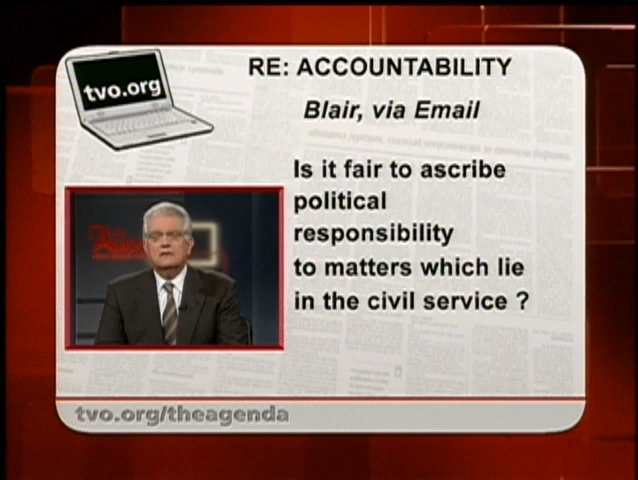 tvo.org
RE: ACCOUNTABILITY
Blair, via Email
Is it fair to ascribe
political
responsibility
to matters which lie
in the civil service ?
tvo.org/theagenda